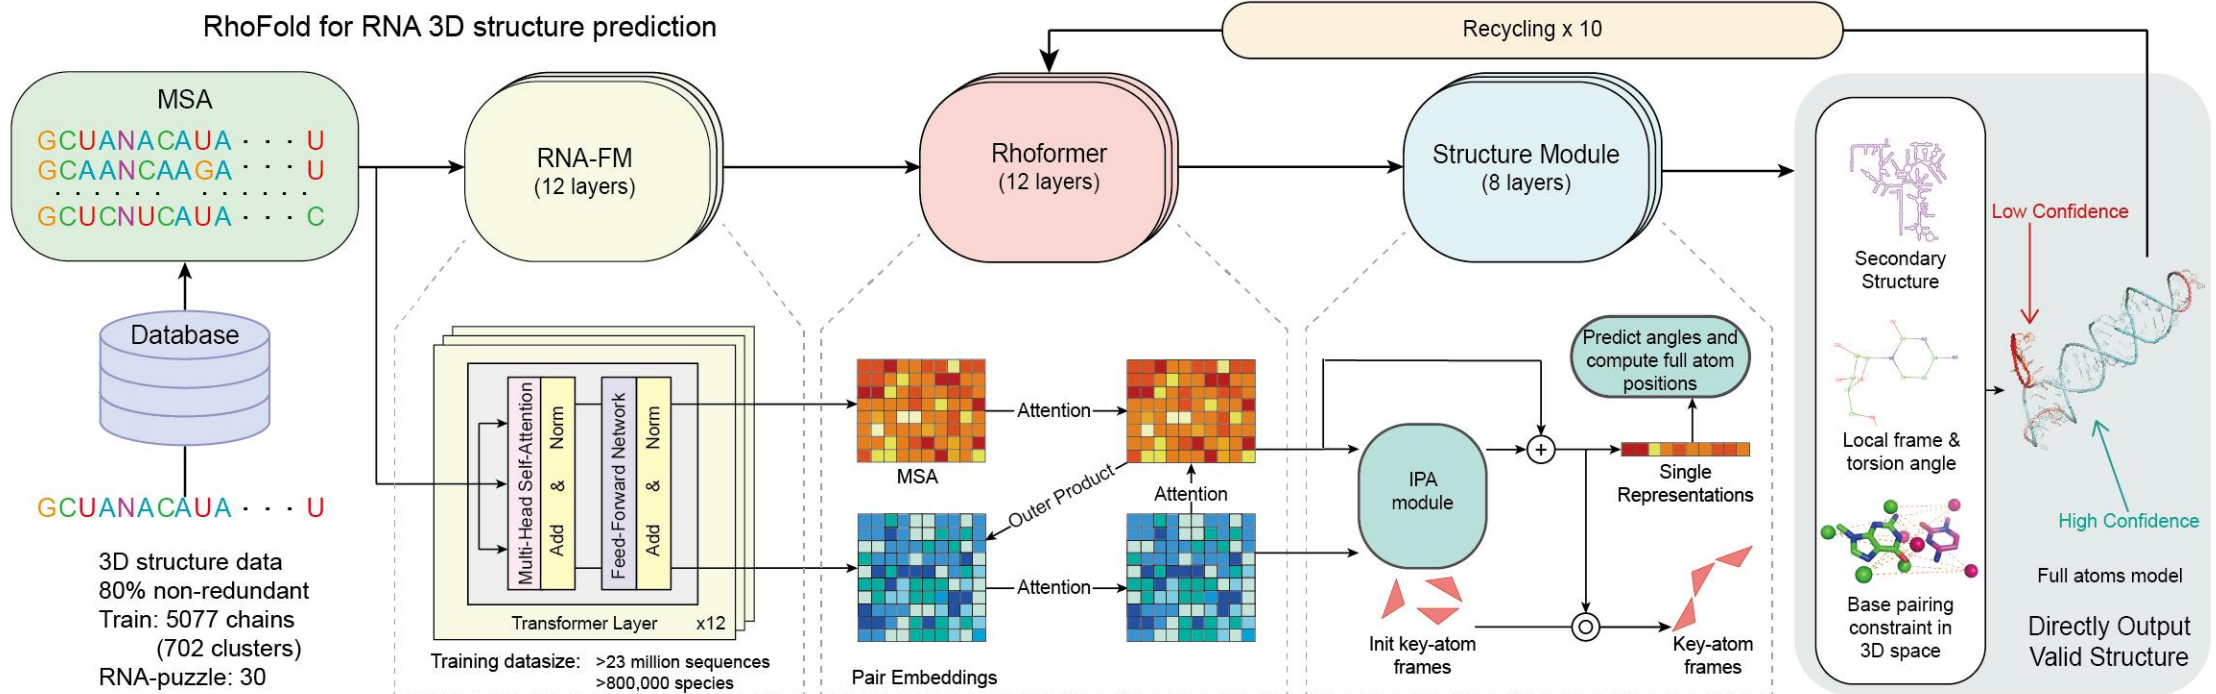 RhoFold for RNA 3D structure prediction
Recycling x 10
MSA
GCUANACAUA · · · U
GCAANCAAGA · · · U
· · · · · · · · · · ·
GCUCNUCAUA · · · C
Database
GCUANACAUA · · · U
3D structure data
80% non-redundant
Train: 5077 chains
(702 clusters)
RNA-puzzle: 30
RNA-FM
(12 layers)
Multi-Head Self-Attention
Add & Norm
Feed-Forward Network
Add & Norm
Transformer Layer x12
Training datasize: >23 million sequences
>800,000 species
Rhoformer
(12 layers)
Attention
MSA
Outer Product
Attention
Attention
Pair Embeddings
Structure Module
(8 layers)
Predict angles and
compute full atom
positions
+
IPA
module
Single
Representations
Init key-atom
frames
Key-atom
frames
Secondary
Structure
Local frame &
torsion angle
Base pairing
constraint in
3D space
Low Confidence
High Confidence
Full atoms model
Directly Output
Valid Structure